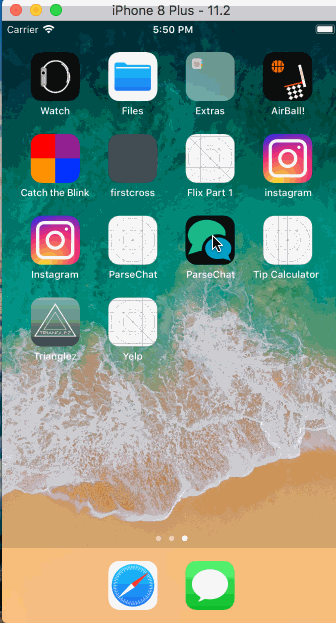 iPhone 8 Plus - 11.2
Carrier 5:50 PM
Watch Files Extras AirBall!
Catch the Blink firstcross Flix Part 1 instagram
Instagram ParseChat ParseChat Tip Calculator
TRIANGLEZ
Trianglez Yelp